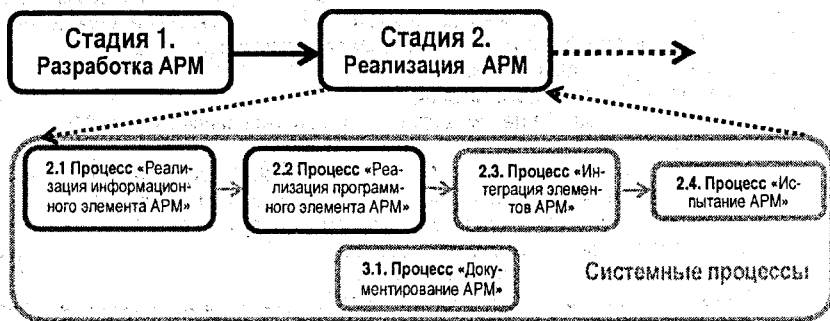 Стадия 1.
Разработка АРМ
Стадия 2.
Реализация АРМ
2.1 Процесс «Реали-
зация информацион-
ного элемента АРМ»
2.2 Процесс «Реа-
лизация программ-
ного элемента АРМ»
2.3. Процесс «Ин-
теграция элемен-
тов АРМ»
2.4. Процесс «Ис-
пытание АРМ»
3.1. Процесс «Доку-
ментирование АРМ»
Системные процессы